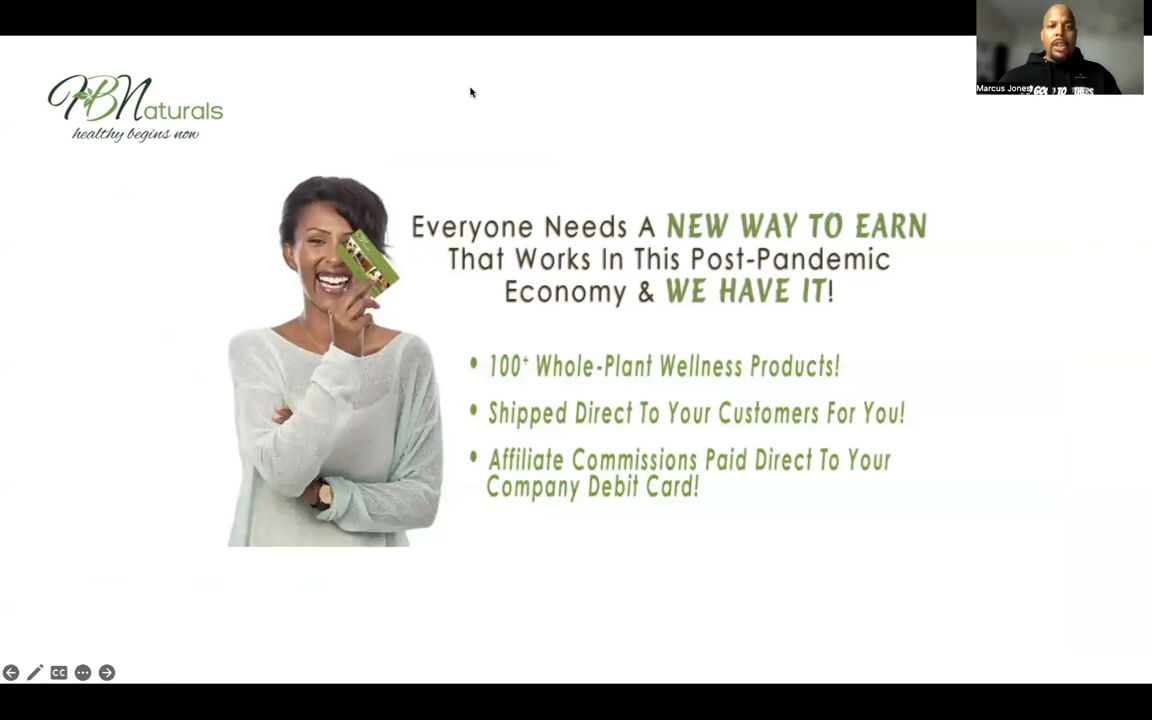 HBNaturals
healthy begins now
Marcus Jones
Everyone Needs A NEW WAY TO EARN
That Works In This Post-Pandemic
Economy & WE HAVE IT!
• 100+ Whole-Plant Wellness Products!
• Shipped Direct To Your Customers For You!
• Affiliate Commissions Paid Direct To Your
Company Debit Card!
CC